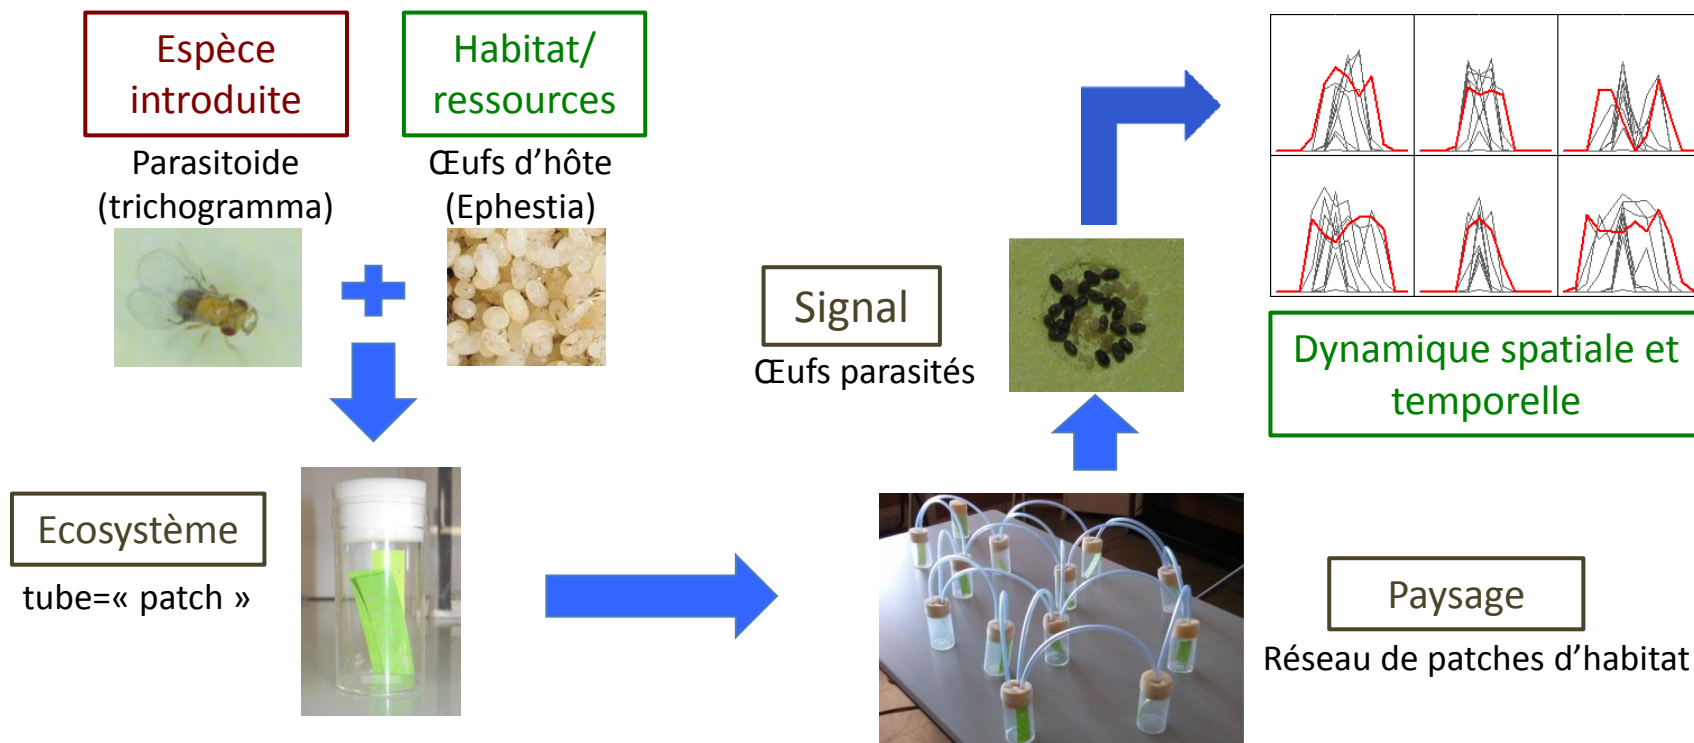 Espèce
introduite
Parasitoide
(trichogramma)
Habitat/
ressources
Œufs d’hôte
(Ephestia)
Ecosystème
tube=« patch »
Signal
Œufs parasités
Dynamique spatiale et
temporelle
Paysage
Réseau de patches d’habitat